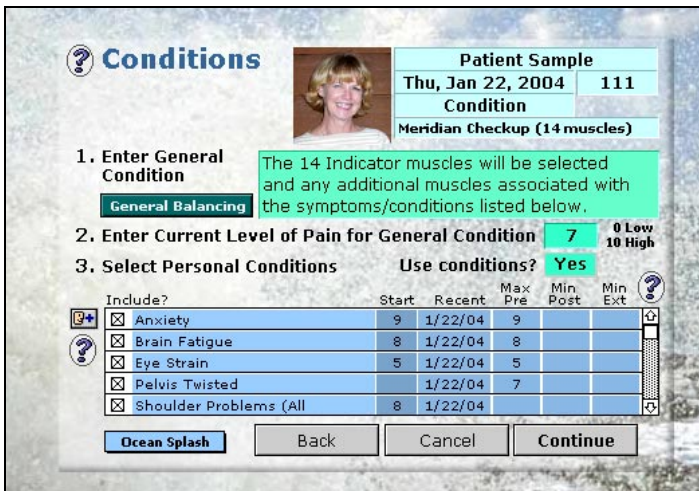 Conditions
Patient Sample
Thu, Jan 22, 2004 111
Condition
Meridian Checkup (14 muscles)
1. Enter General
Condition
General Balancing
The 14 Indicator muscles will be selected
and any additional muscles associated with
the symptoms/conditions listed below.
2. Enter Current Level of Pain for General Condition 7 0 Low
10 High
3. Select Personal Conditions Use conditions? Yes
Include? Start Recent Max Pre Min Post Min Ext
Anxiety 9 1/22/04 9
Brain Fatigue 8 1/22/04 8
Eye Strain 5 1/22/04 5
Pelvis Twisted 1/22/04 7
Shoulder Problems (All 8 1/22/04
Ocean Splash Back Cancel Continue